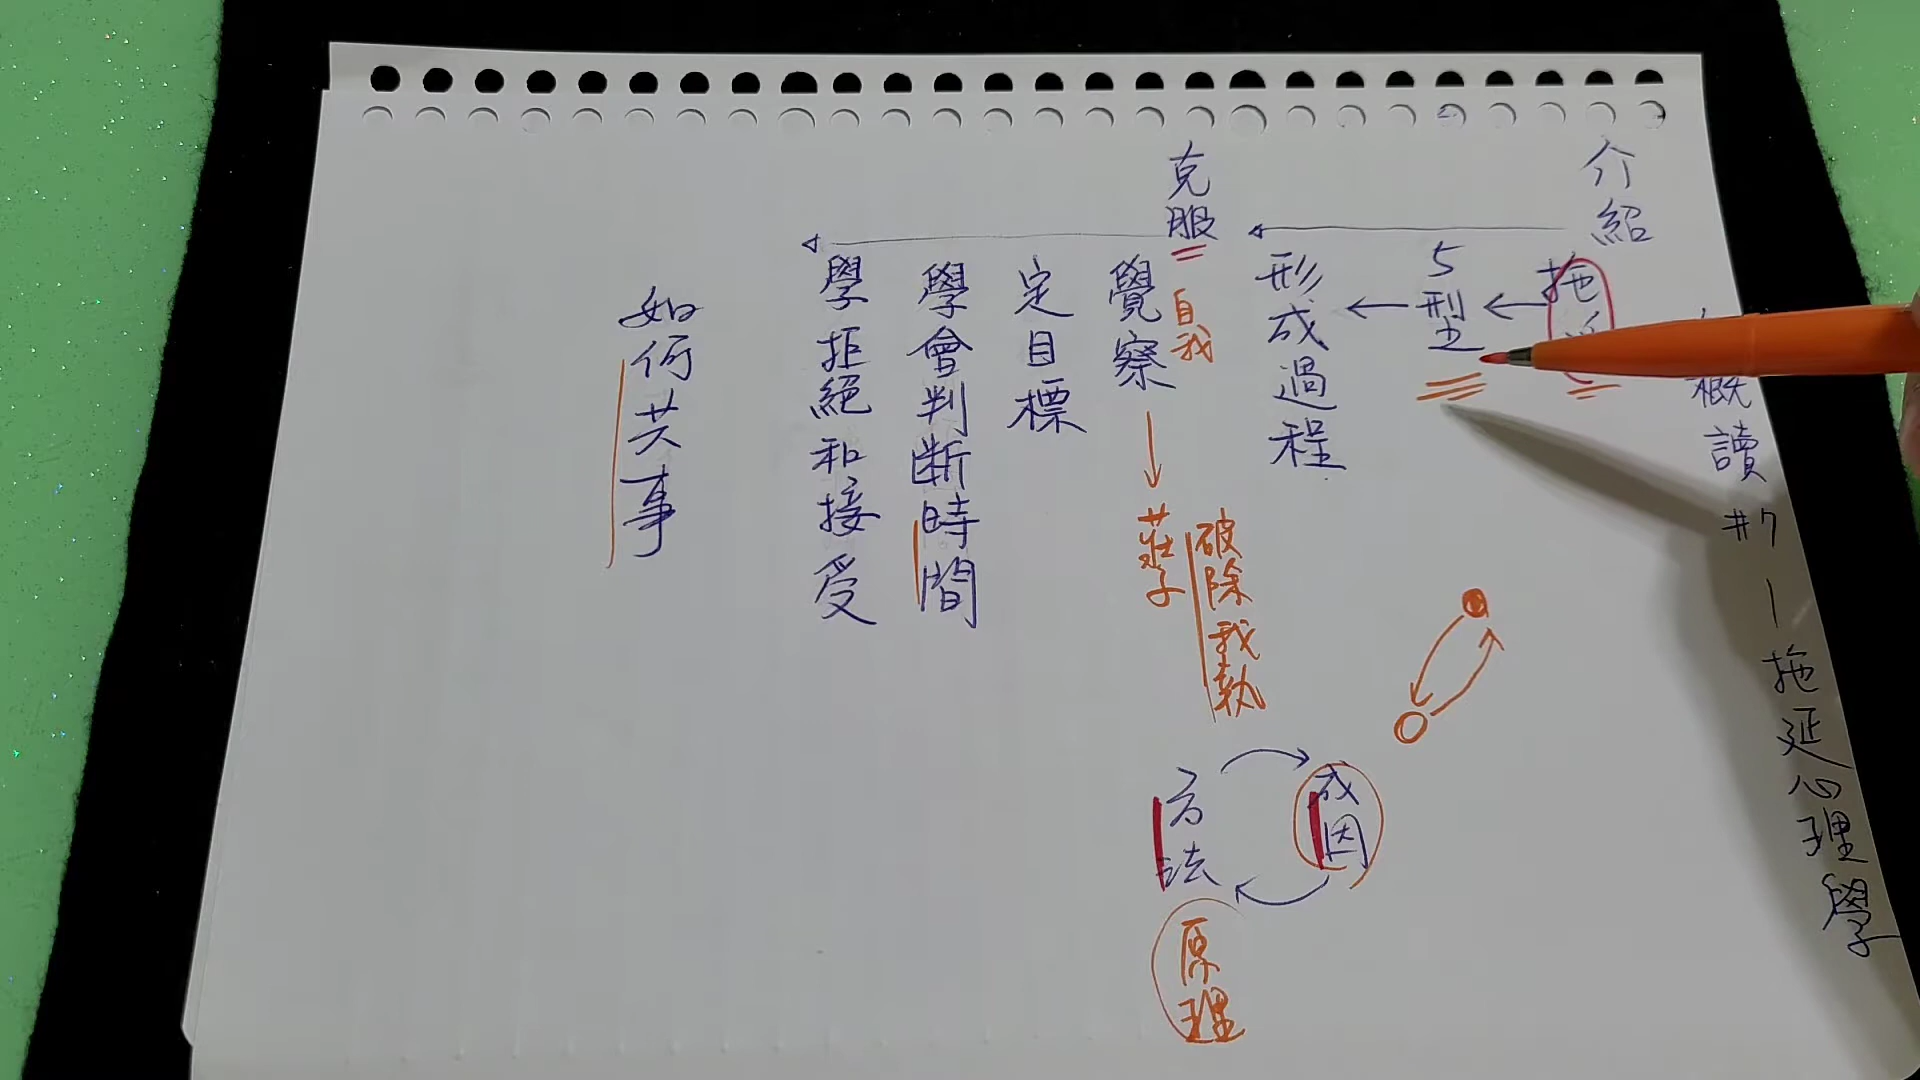 概讀#7-拖延心理學
介紹
拖
5型
形成過程
克服
自我
覺察
莊子
破除我執
定目標
學會判斷時間
學拒絕和接受
如何共事
成因
方法
原理